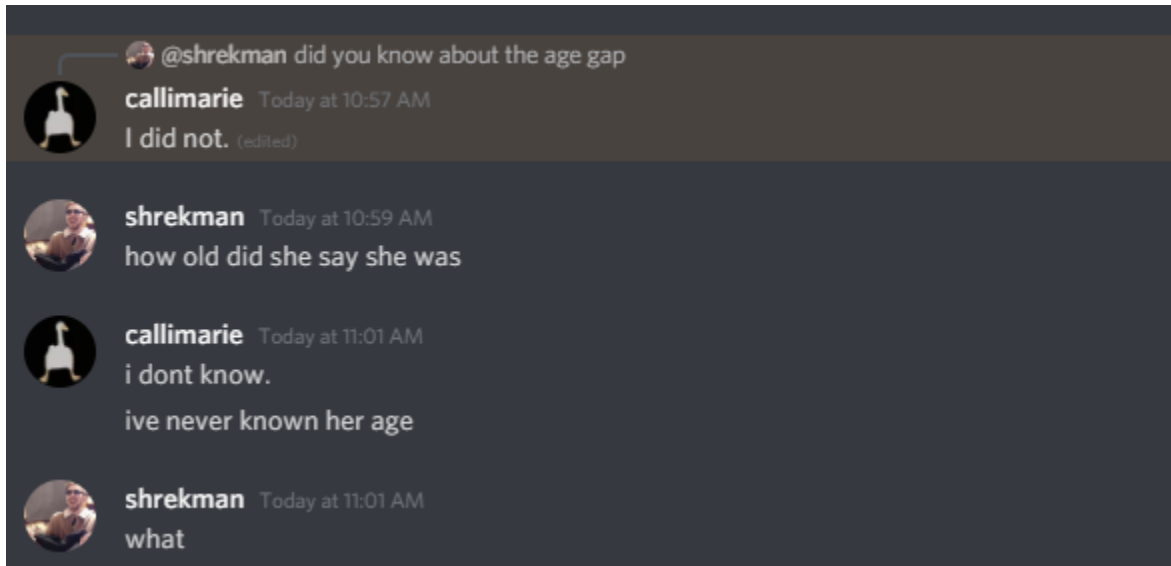 @shrekman did you know about the age gap
callimarie Today at 10:57 AM
I did not. (edited)
shrekman Today at 10:59 AM
how old did she say she was
callimarie Today at 11:01 AM
i dont know.
ive never known her age
shrekman Today at 11:01 AM
what